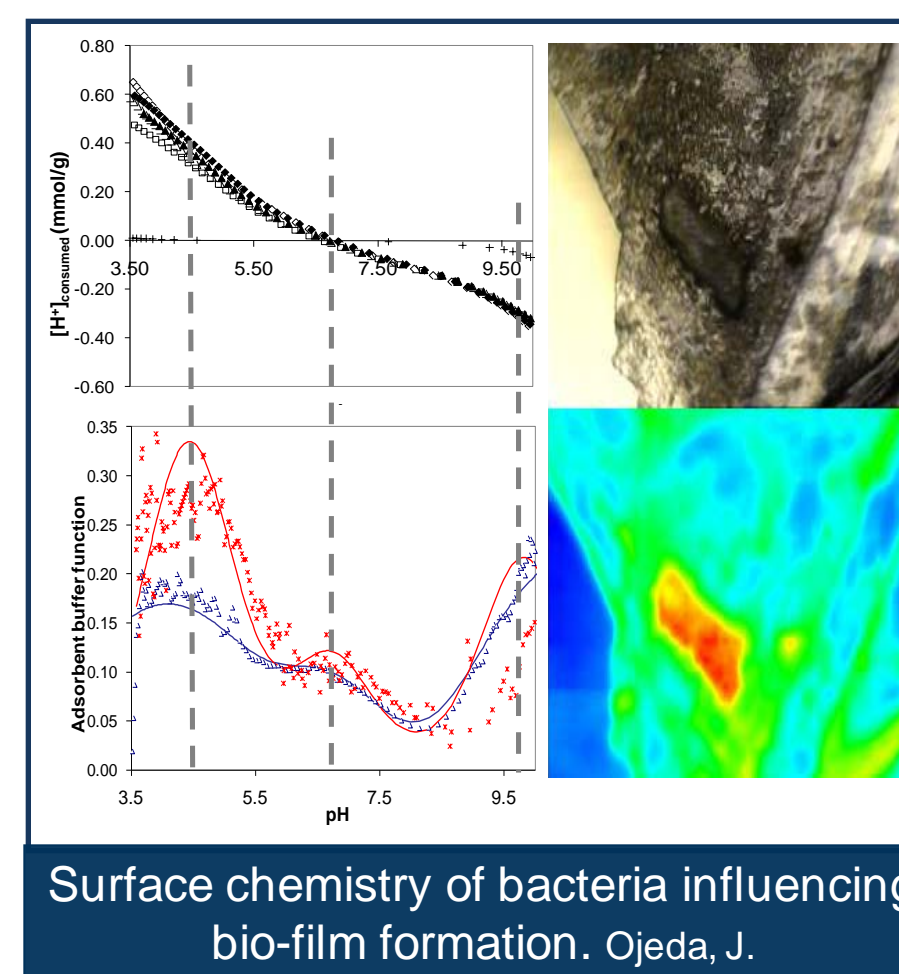 0.80
0.60
0.40
0.20
0.00
-0.20
-0.40
-0.60
[H+]consumed (mmol/g)
3.50 5.50 7.50 9.50
0.35
0.30
0.25
0.20
0.15
0.10
0.05
0.00
Adsorbent buffer function
3.5 5.5 7.5 9.5
pH
Surface chemistry of bacteria influencing
bio-film formation. Ojeda, J.